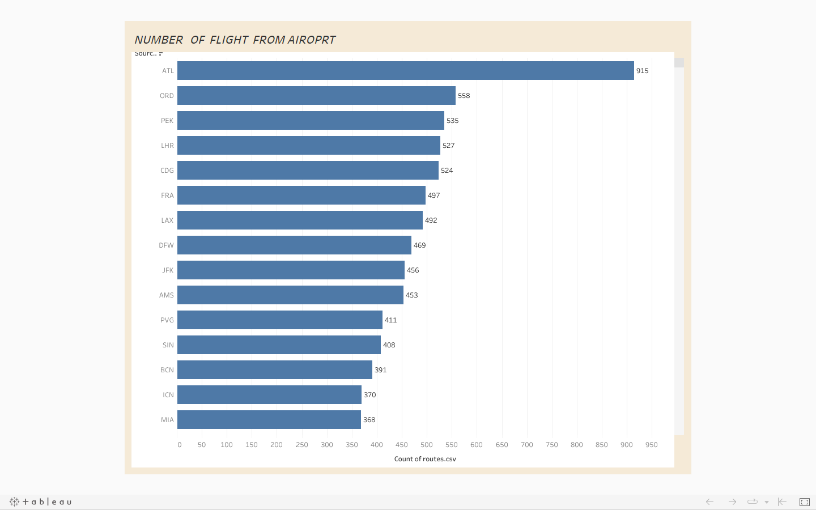 NUMBER OF FLIGHT FROM AIROPRT
Sourc..
ATL 915
ORD 558
PEK 535
LHR 527
CDG 524
FRA 497
LAX 492
DFW 469
JFK 456
AMS 453
PVG 411
SIN 408
BCN 391
ICN 370
MIA 368
0 50 100 150 200 250 300 350 400 450 500 550 600 650 700 750 800 850 900 950
Count of routes.csv
+ableau